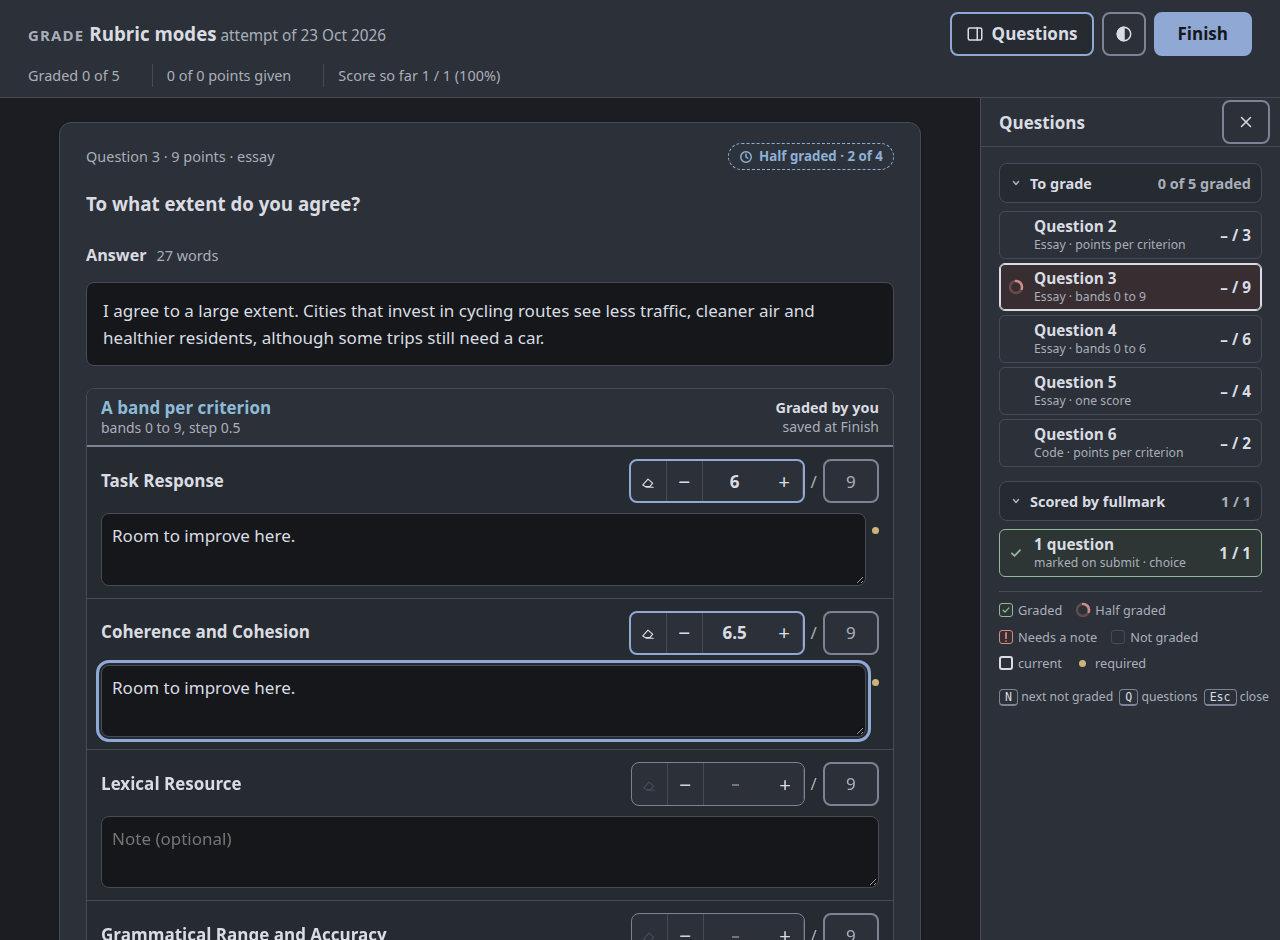 GRADE Rubric modes attempt of 23 Oct 2026
Questions
Finish
Graded 0 of 5
0 of 0 points given
Score so far 1 / 1 (100%)
Question 3 · 9 points · essay
Half graded · 2 of 4
To what extent do you agree?
Answer 27 words
I agree to a large extent. Cities that invest in cycling routes see less traffic, cleaner air and
healthier residents, although some trips still need a car.
A band per criterion
bands 0 to 9, step 0.5
Graded by you
saved at Finish
Task Response
− 6 + / 9
Room to improve here.
Coherence and Cohesion
− 6.5 + / 9
Room to improve here.
Lexical Resource
− – + / 9
Note (optional)
Grammatical Range and Accuracy
− – + / 9
Questions
To grade 0 of 5 graded
Question 2
Essay · points per criterion
– / 3
Question 3
Essay · bands 0 to 9
– / 9
Question 4
Essay · bands 0 to 6
– / 6
Question 5
Essay · one score
– / 4
Question 6
Code · points per criterion
– / 2
Scored by fullmark 1 / 1
1 question
marked on submit · choice
1 / 1
Graded Half graded
! Needs a note Not graded
current required
N next not graded Q questions Esc close